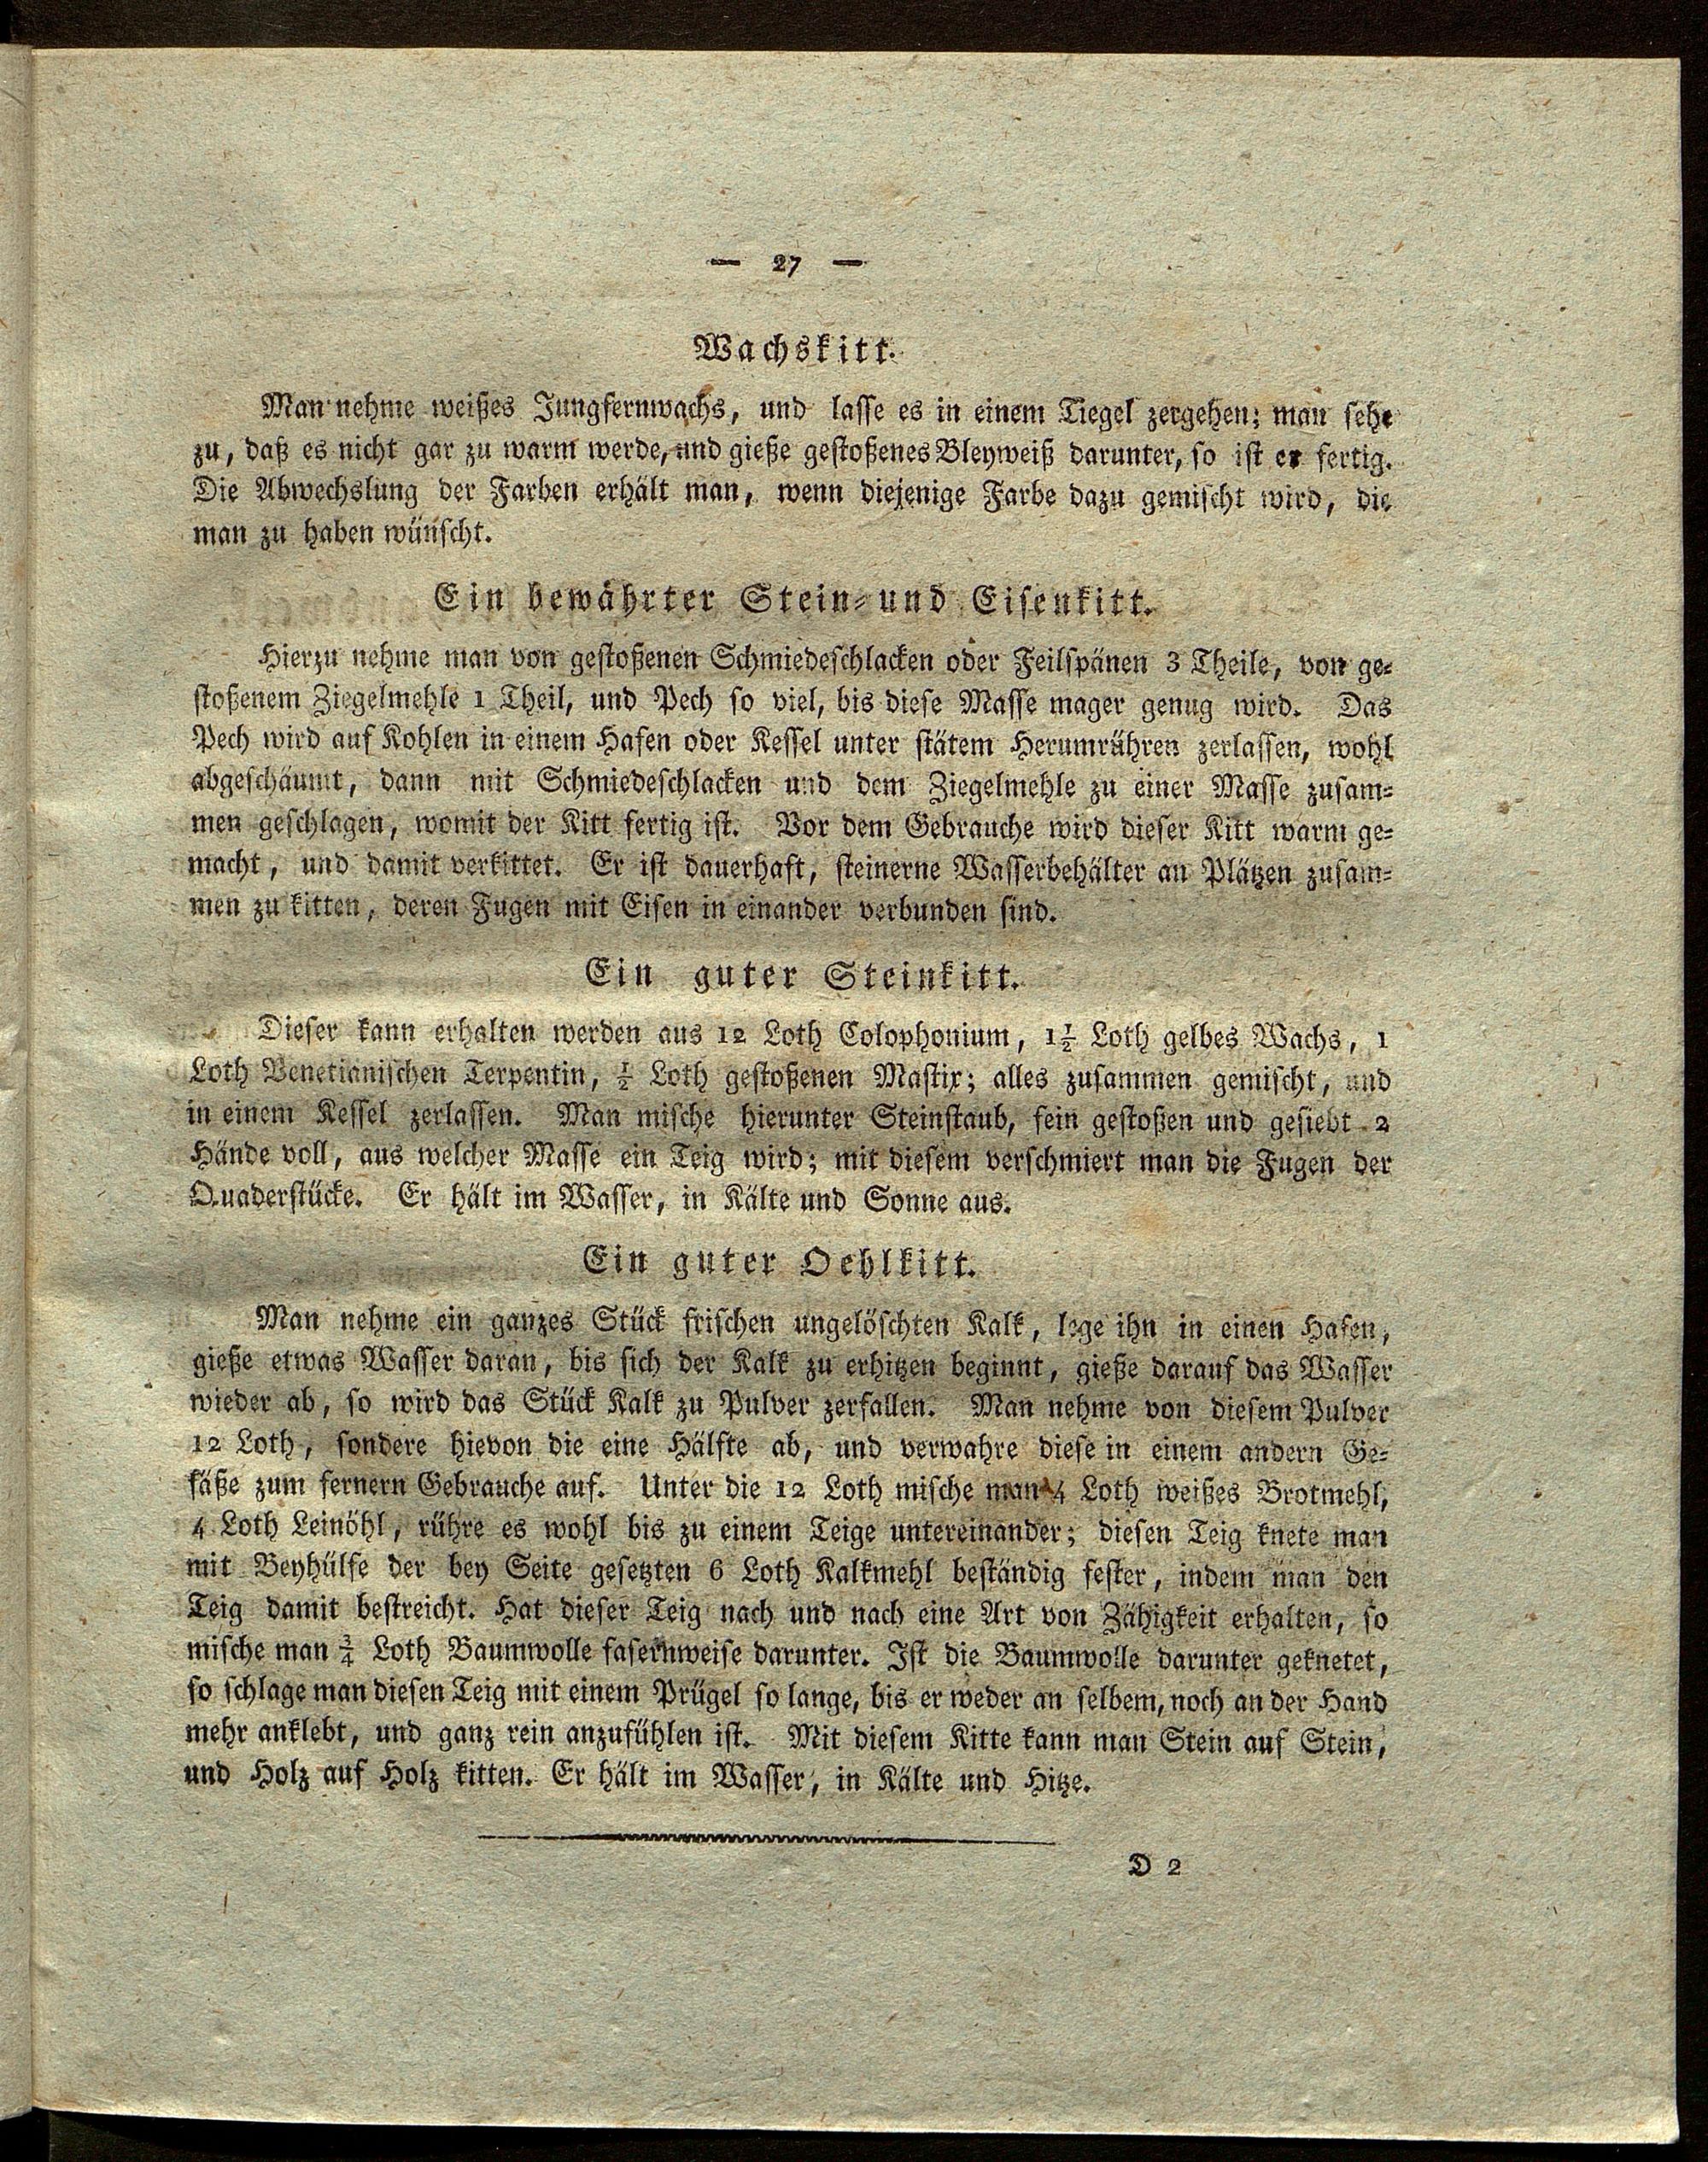 — 27 —
Wachskitt.
Man nehme weißes Jungfernwachs, und lasse es in einem Tiegel zergehen; man sehe
zu, daß es nicht gar zu warm werde, und gieße gestoßenes Bleyweiß darunter, so ist er fertig.
Die Abwechslung der Farben erhält man, wenn diejenige Farbe dazu gemischt wird, die
man zu haben wünscht.
Ein bewährter Stein- und Eisenkitt.
Hierzu nehme man von gestoßenen Schmiedeschlacken oder Feilspänen 3 Theile, von ge-
stoßenem Ziegelmehle 1 Theil, und Pech so viel, bis diese Masse mager genug wird. Das
Pech wird auf Kohlen in einem Hafen oder Kessel unter stätem Herumrühren zerlassen, wohl
abgeschäumt, dann mit Schmiedeschlacken und dem Ziegelmehle zu einer Masse zusam-
men geschlagen, womit der Kitt fertig ist. Vor dem Gebrauche wird dieser Kitt warm ge-
macht, und damit verkittet. Er ist dauerhaft, steinerne Wasserbehälter an Plätzen zusam-
men zu kitten, deren Fugen mit Eisen in einander verbunden sind.
Ein guter Steinkitt.
Dieser kann erhalten werden aus 12 Loth Colophonium, 1½ Loth gelbes Wachs, 1
Loth Venetianischen Terpentin, ½ Loth gestoßenen Mastix; alles zusammen gemischt, und
in einem Kessel zerlassen. Man mische hierunter Steinstaub, fein gestoßen und gesiebt 2
Hände voll, aus welcher Masse ein Teig wird; mit diesem verschmiert man die Fugen der
Quaderstücke. Er hält im Wasser, in Kälte und Sonne aus.
Ein guter Oehlkitt.
Man nehme ein ganzes Stück frischen ungelöschten Kalk, lege ihn in einen Hafen,
gieße etwas Wasser daran, bis sich der Kalk zu erhitzen beginnt, gieße darauf das Wasser
wieder ab, so wird das Stück Kalk zu Pulver zerfallen. Man nehme von diesem Pulver
12 Loth, sondere hievon die eine Hälfte ab, und verwahre diese in einem andern Ge-
fäße zum fernern Gebrauche auf. Unter die 12 Loth mische man 4 Loth weißes Brotmehl,
4 Loth Leinöhl, rühre es wohl bis zu einem Teige untereinander; diesen Teig knete man
mit Beyhülfe der bey Seite gesetzten 6 Loth Kalkmehl beständig fester, indem man den
Teig damit bestreicht. Hat dieser Teig nach und nach eine Art von Zähigkeit erhalten, so
mische man ¾ Loth Baumwolle fasernweise darunter. Ist die Baumwolle darunter geknetet,
so schlage man diesen Teig mit einem Prügel so lange, bis er weder an selbem, noch an der Hand
mehr anklebt, und ganz rein anzufühlen ist. Mit diesem Kitte kann man Stein auf Stein,
und Holz auf Holz kitten. Er hält im Wasser, in Kälte und Hitze.
D 2